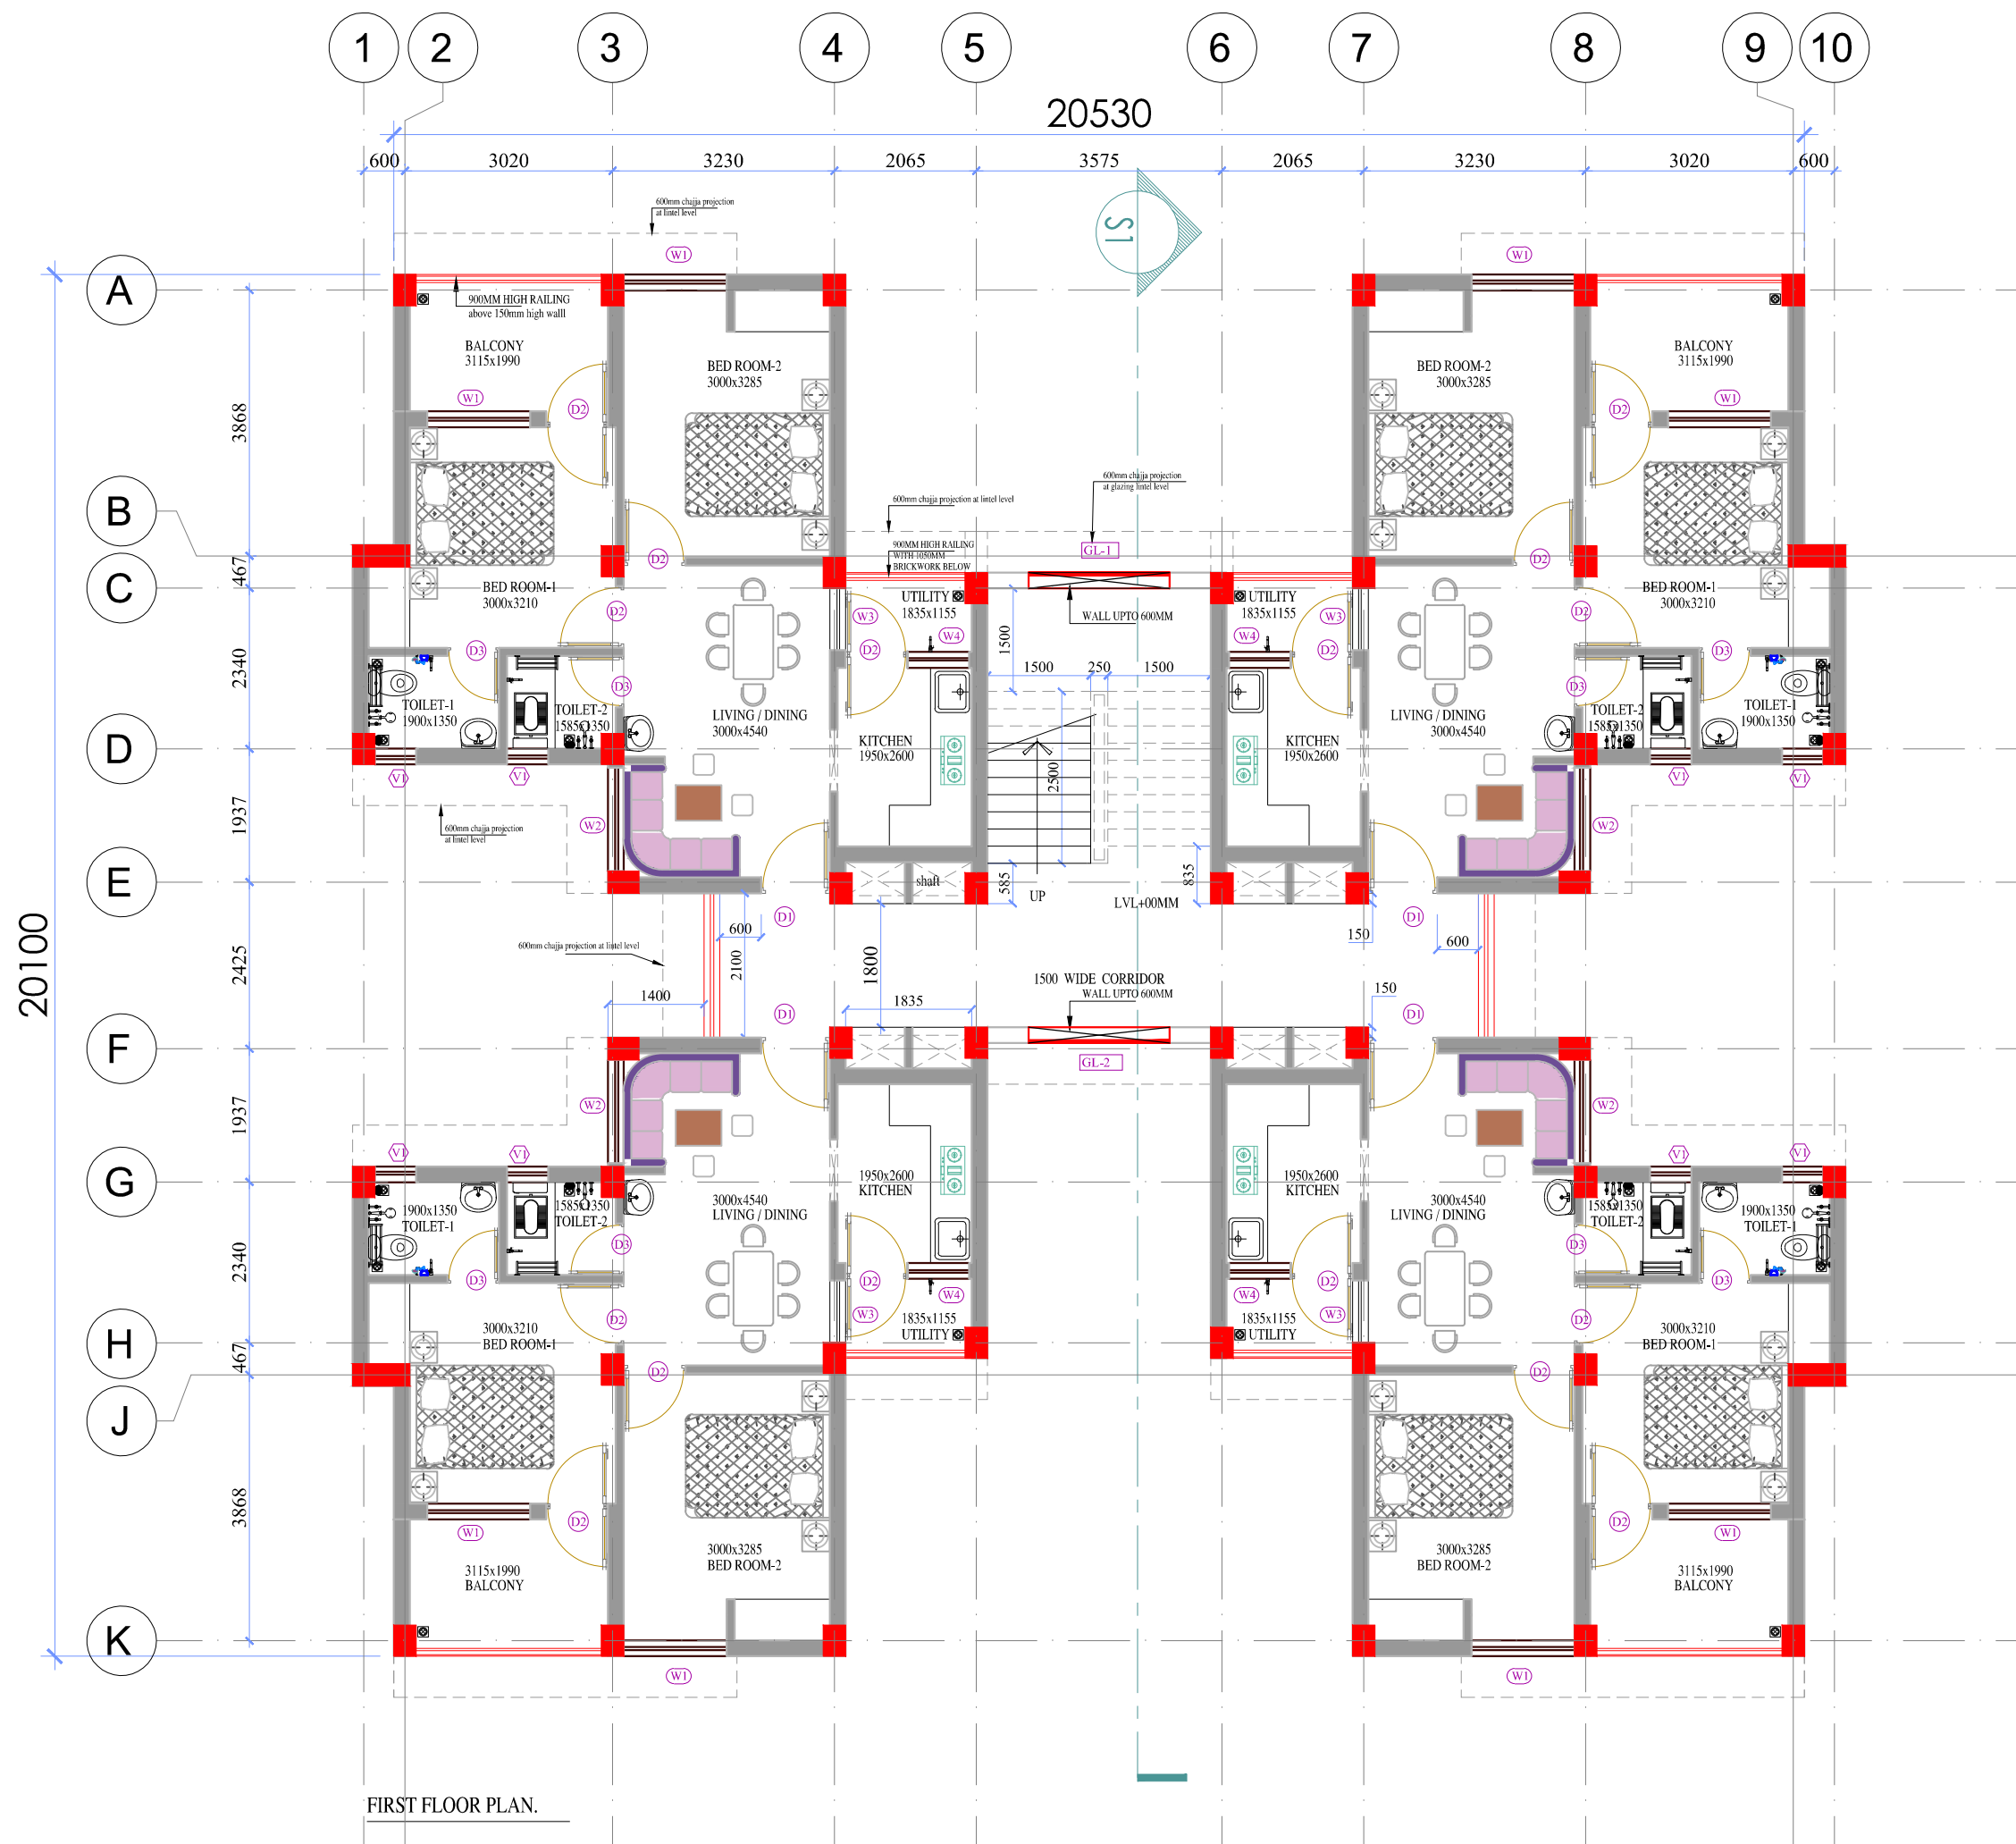 1 2 3 4 5 6 7 8 9 10
20530
600 3020 3230 2065 3575 2065 3230 3020 600
600mm chajja projection
at lintel level
S1
W1 W1
A
900MM HIGH RAILING
above 150mm high walll
BALCONY
3115x1990
BED ROOM-2
3000x3285
BED ROOM-2
3000x3285
BALCONY
3115x1990
W1 D2 D2 W1
3868
B
600mm chajja projection at lintel level
600mm chajja projection
at glazing lintel level
900MM HIGH RAILING
WITH 1050MM
BRICKWORK BELOW
GL-1
D2 D2
467
C
BED ROOM-1
3000x3210
D2
UTILITY
1835x1155
W3
D2
W4
WALL UPTO 600MM
UTILITY
1835x1155
W3
W4
D2
BED ROOM-1
3000x3210
D2
1500
1500 250 1500
2340
D3 D3
D3 D3
TOILET-1
1900x1350
TOILET-2
1585x1350
LIVING / DINING
3000x4540
KITCHEN
1950x2600
KITCHEN
1950x2600
LIVING / DINING
3000x4540
TOILET-2
1585x1350
TOILET-1
1900x1350
D
V1 V1 V1 V1
2500
1937
W2 W2
600mm chajja projection
at lintel level
E
shaft
585
UP
835
LVL+00MM
D1 D1
600
150
600
20100
2425
600mm chajja projection at lintel level
2100
1800
1500 WIDE CORRIDOR
WALL UPTO 600MM
1400
1835
150
D1 D1
F
GL-2
1937
W2 W2
V1 V1 V1 V1
G
1900x1350
TOILET-1
1585x1350
TOILET-2
3000x4540
LIVING / DINING
1950x2600
KITCHEN
1950x2600
KITCHEN
3000x4540
LIVING / DINING
1585x1350
TOILET-2
1900x1350
TOILET-1
2340
D3 D3
D3 D3
D2
W3
W4
D2
W3
W4
H
3000x3210
BED ROOM-1
D2
1835x1155
UTILITY
1835x1155
UTILITY
D2
3000x3210
BED ROOM-1
467
D2 D2
J
3868
W1 D2 D2 W1
3115x1990
BALCONY
3000x3285
BED ROOM-2
3000x3285
BED ROOM-2
3115x1990
BALCONY
K
W1 W1
FIRST FLOOR PLAN.